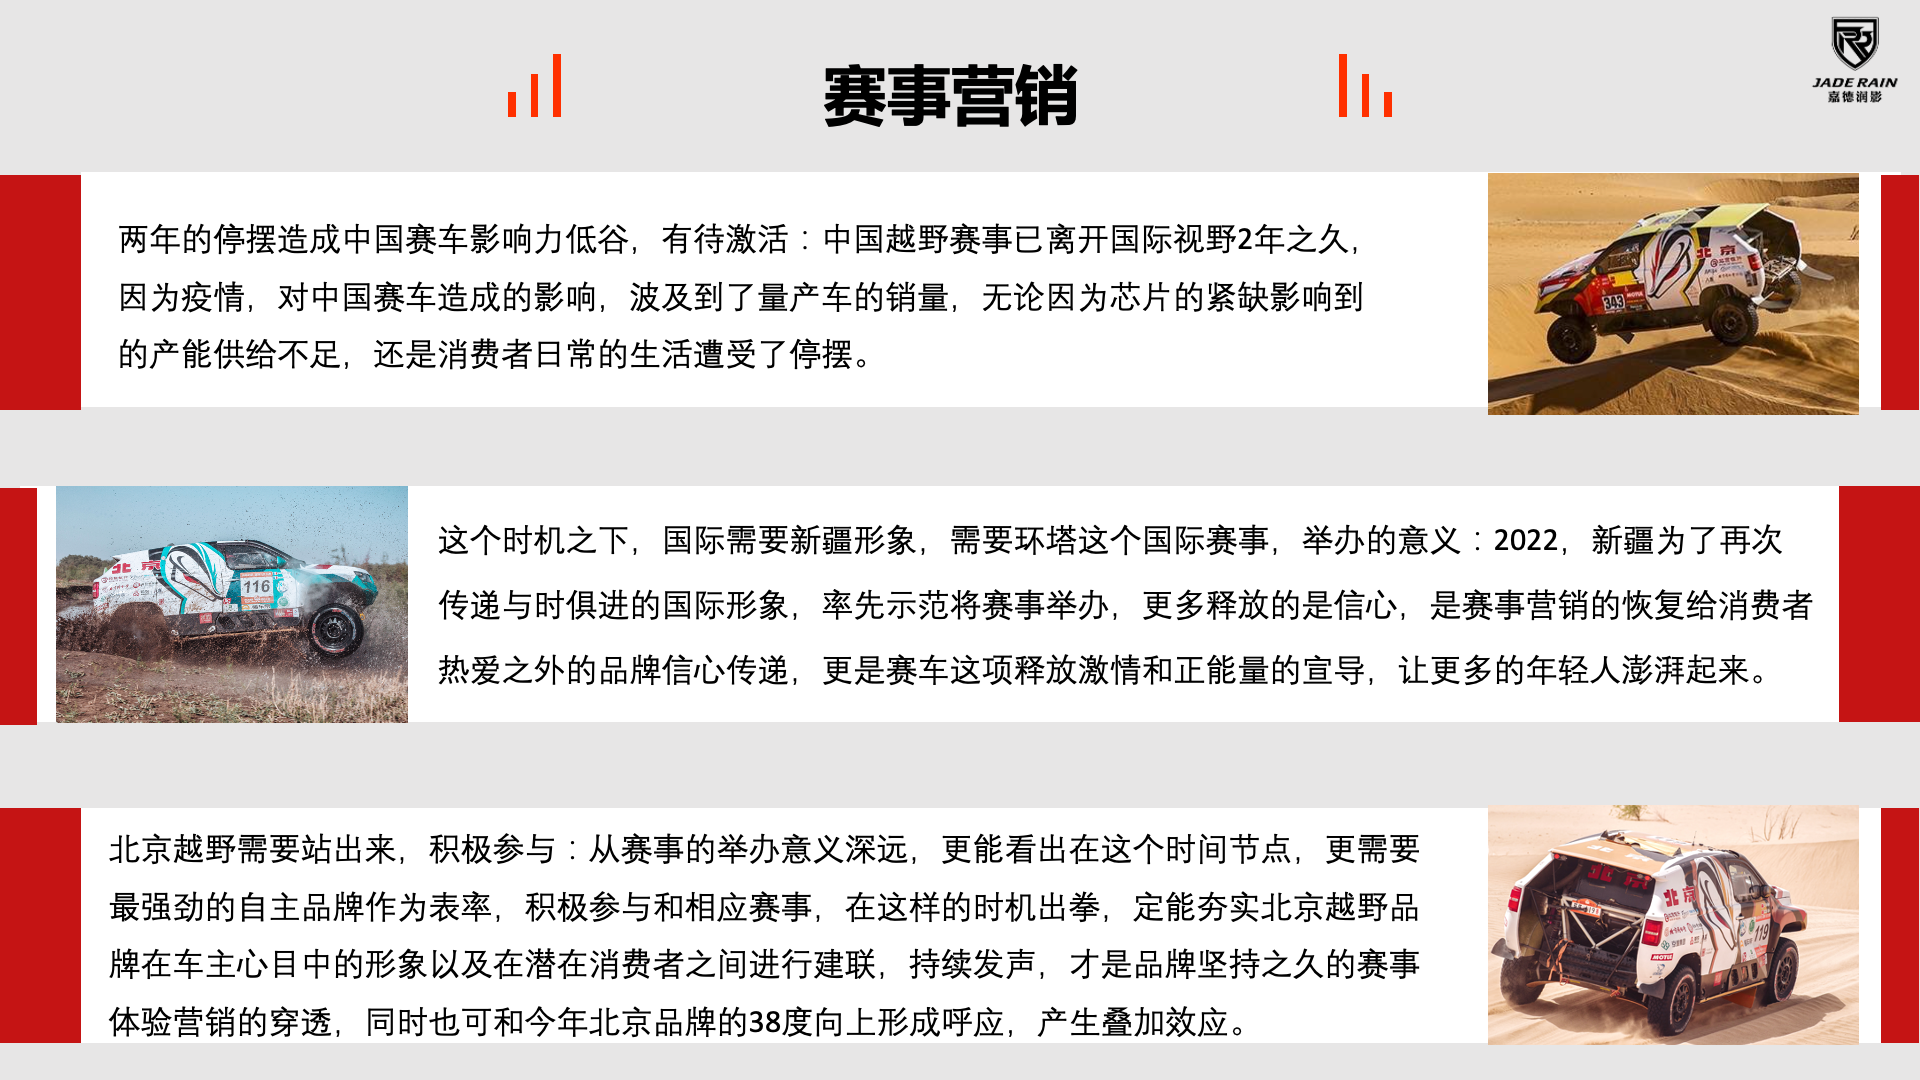 赛事营销
JADE RAIN
嘉德润影
两年的停摆造成中国赛车影响力低谷，有待激活：中国越野赛事已离开国际视野2年之久，
因为疫情，对中国赛车造成的影响，波及到了量产车的销量，无论因为芯片的紧缺影响到
的产能供给不足，还是消费者日常的生活遭受了停摆。
北京
343
MOTUL
北京
116
这个时机之下，国际需要新疆形象，需要环塔这个国际赛事，举办的意义：2022，新疆为了再次
传递与时俱进的国际形象，率先示范将赛事举办，更多释放的是信心，是赛事营销的恢复给消费者
热爱之外的品牌信心传递，更是赛车这项释放激情和正能量的宣导，让更多的年轻人澎湃起来。
北京越野需要站出来，积极参与：从赛事的举办意义深远，更能看出在这个时间节点，更需要
最强劲的自主品牌作为表率，积极参与和相应赛事，在这样的时机出拳，定能夯实北京越野品
牌在车主心目中的形象以及在潜在消费者之间进行建联，持续发声，才是品牌坚持之久的赛事
体验营销的穿透，同时也可和今年北京品牌的38度向上形成呼应，产生叠加效应。
北京
北京
119
MOTUL